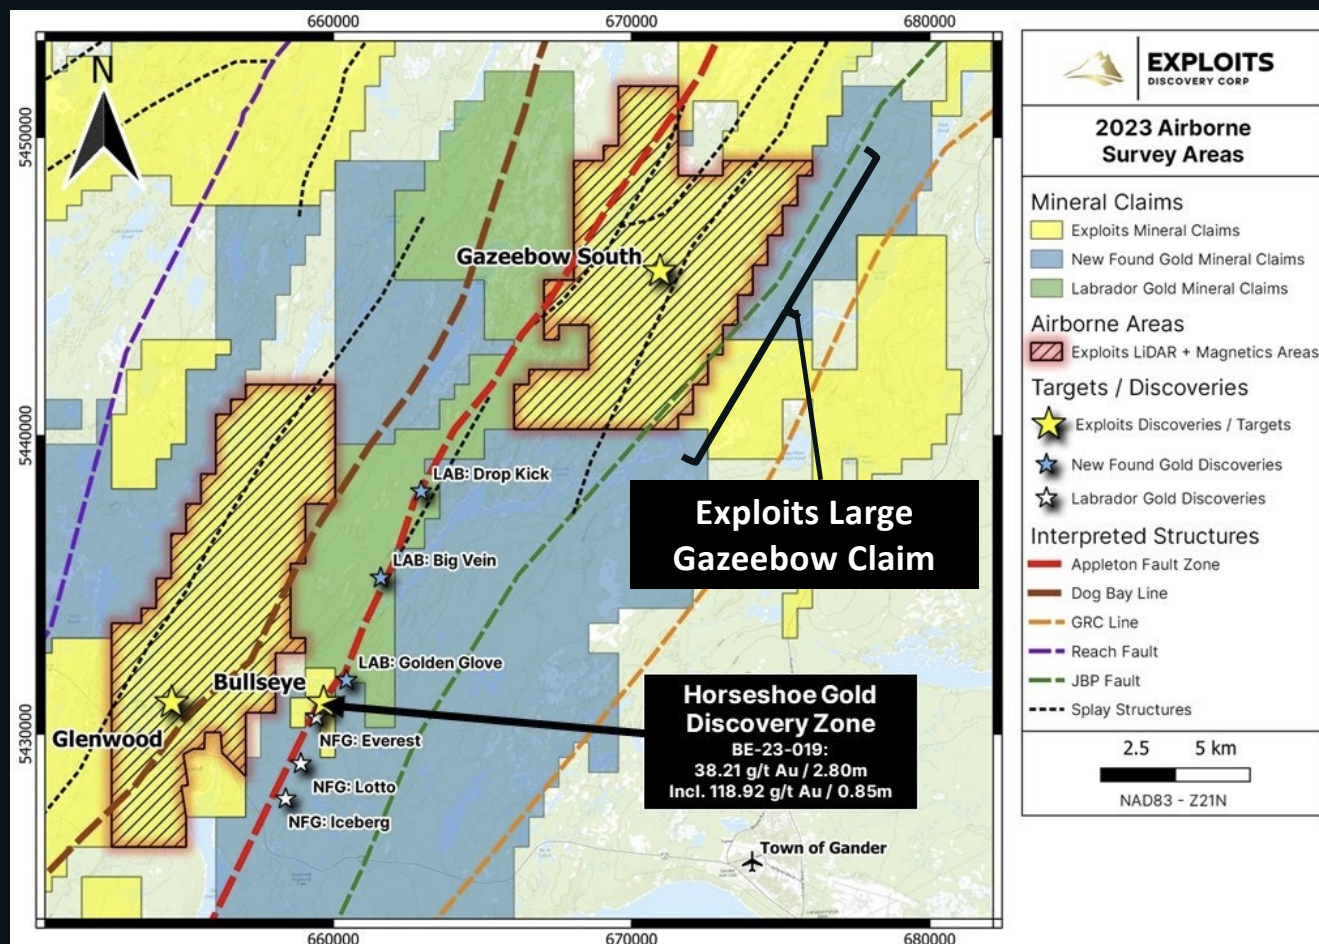 660000
670000
680000
N
5450000
5440000
5430000
Gazeebow South
LAB: Drop Kick
LAB: Big Vein
LAB: Golden Glove
Bullseye
Glenwood
NFG: Everest
NFG: Lotto
NFG: Iceberg
Exploits Large
Gazeebow Claim
Horseshoe Gold
Discovery Zone
BE-23-019:
38.21 g/t Au / 2.80m
Incl. 118.92 g/t Au / 0.85m
Town of Gander
660000
670000
680000
EXPLOITS
DISCOVERY CORP
2023 Airborne
Survey Areas
Mineral Claims
Exploits Mineral Claims
New Found Gold Mineral Claims
Labrador Gold Mineral Claims
Airborne Areas
Exploits LiDAR + Magnetics Areas
Targets / Discoveries
Exploits Discoveries / Targets
New Found Gold Discoveries
Labrador Gold Discoveries
Interpreted Structures
Appleton Fault Zone
Dog Bay Line
GRC Line
Reach Fault
JBP Fault
Splay Structures
2.5 5 km
NAD83 - Z21N